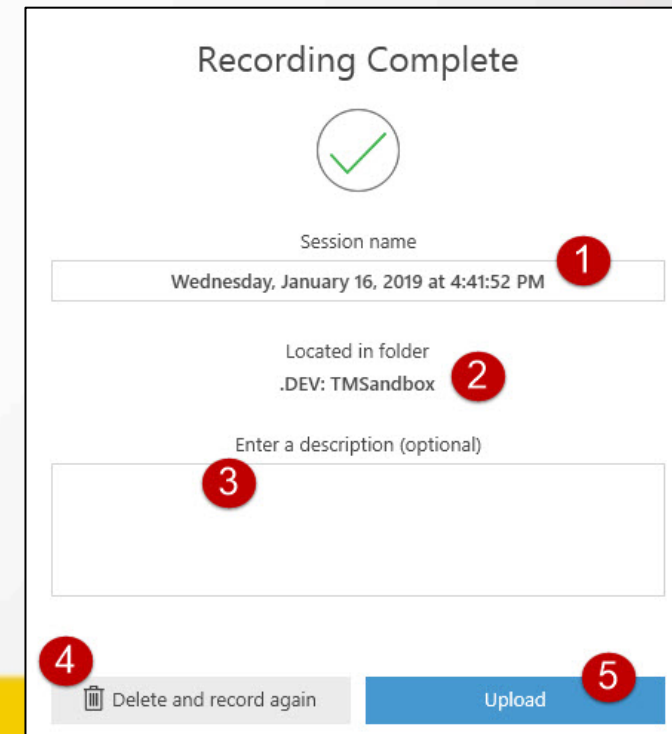 Recording Complete
Session name
1
Wednesday, January 16, 2019 at 4:41:52 PM
Located in folder
.DEV: TMSandbox
2
Enter a description (optional)
3
4
Delete and record again
5
Upload